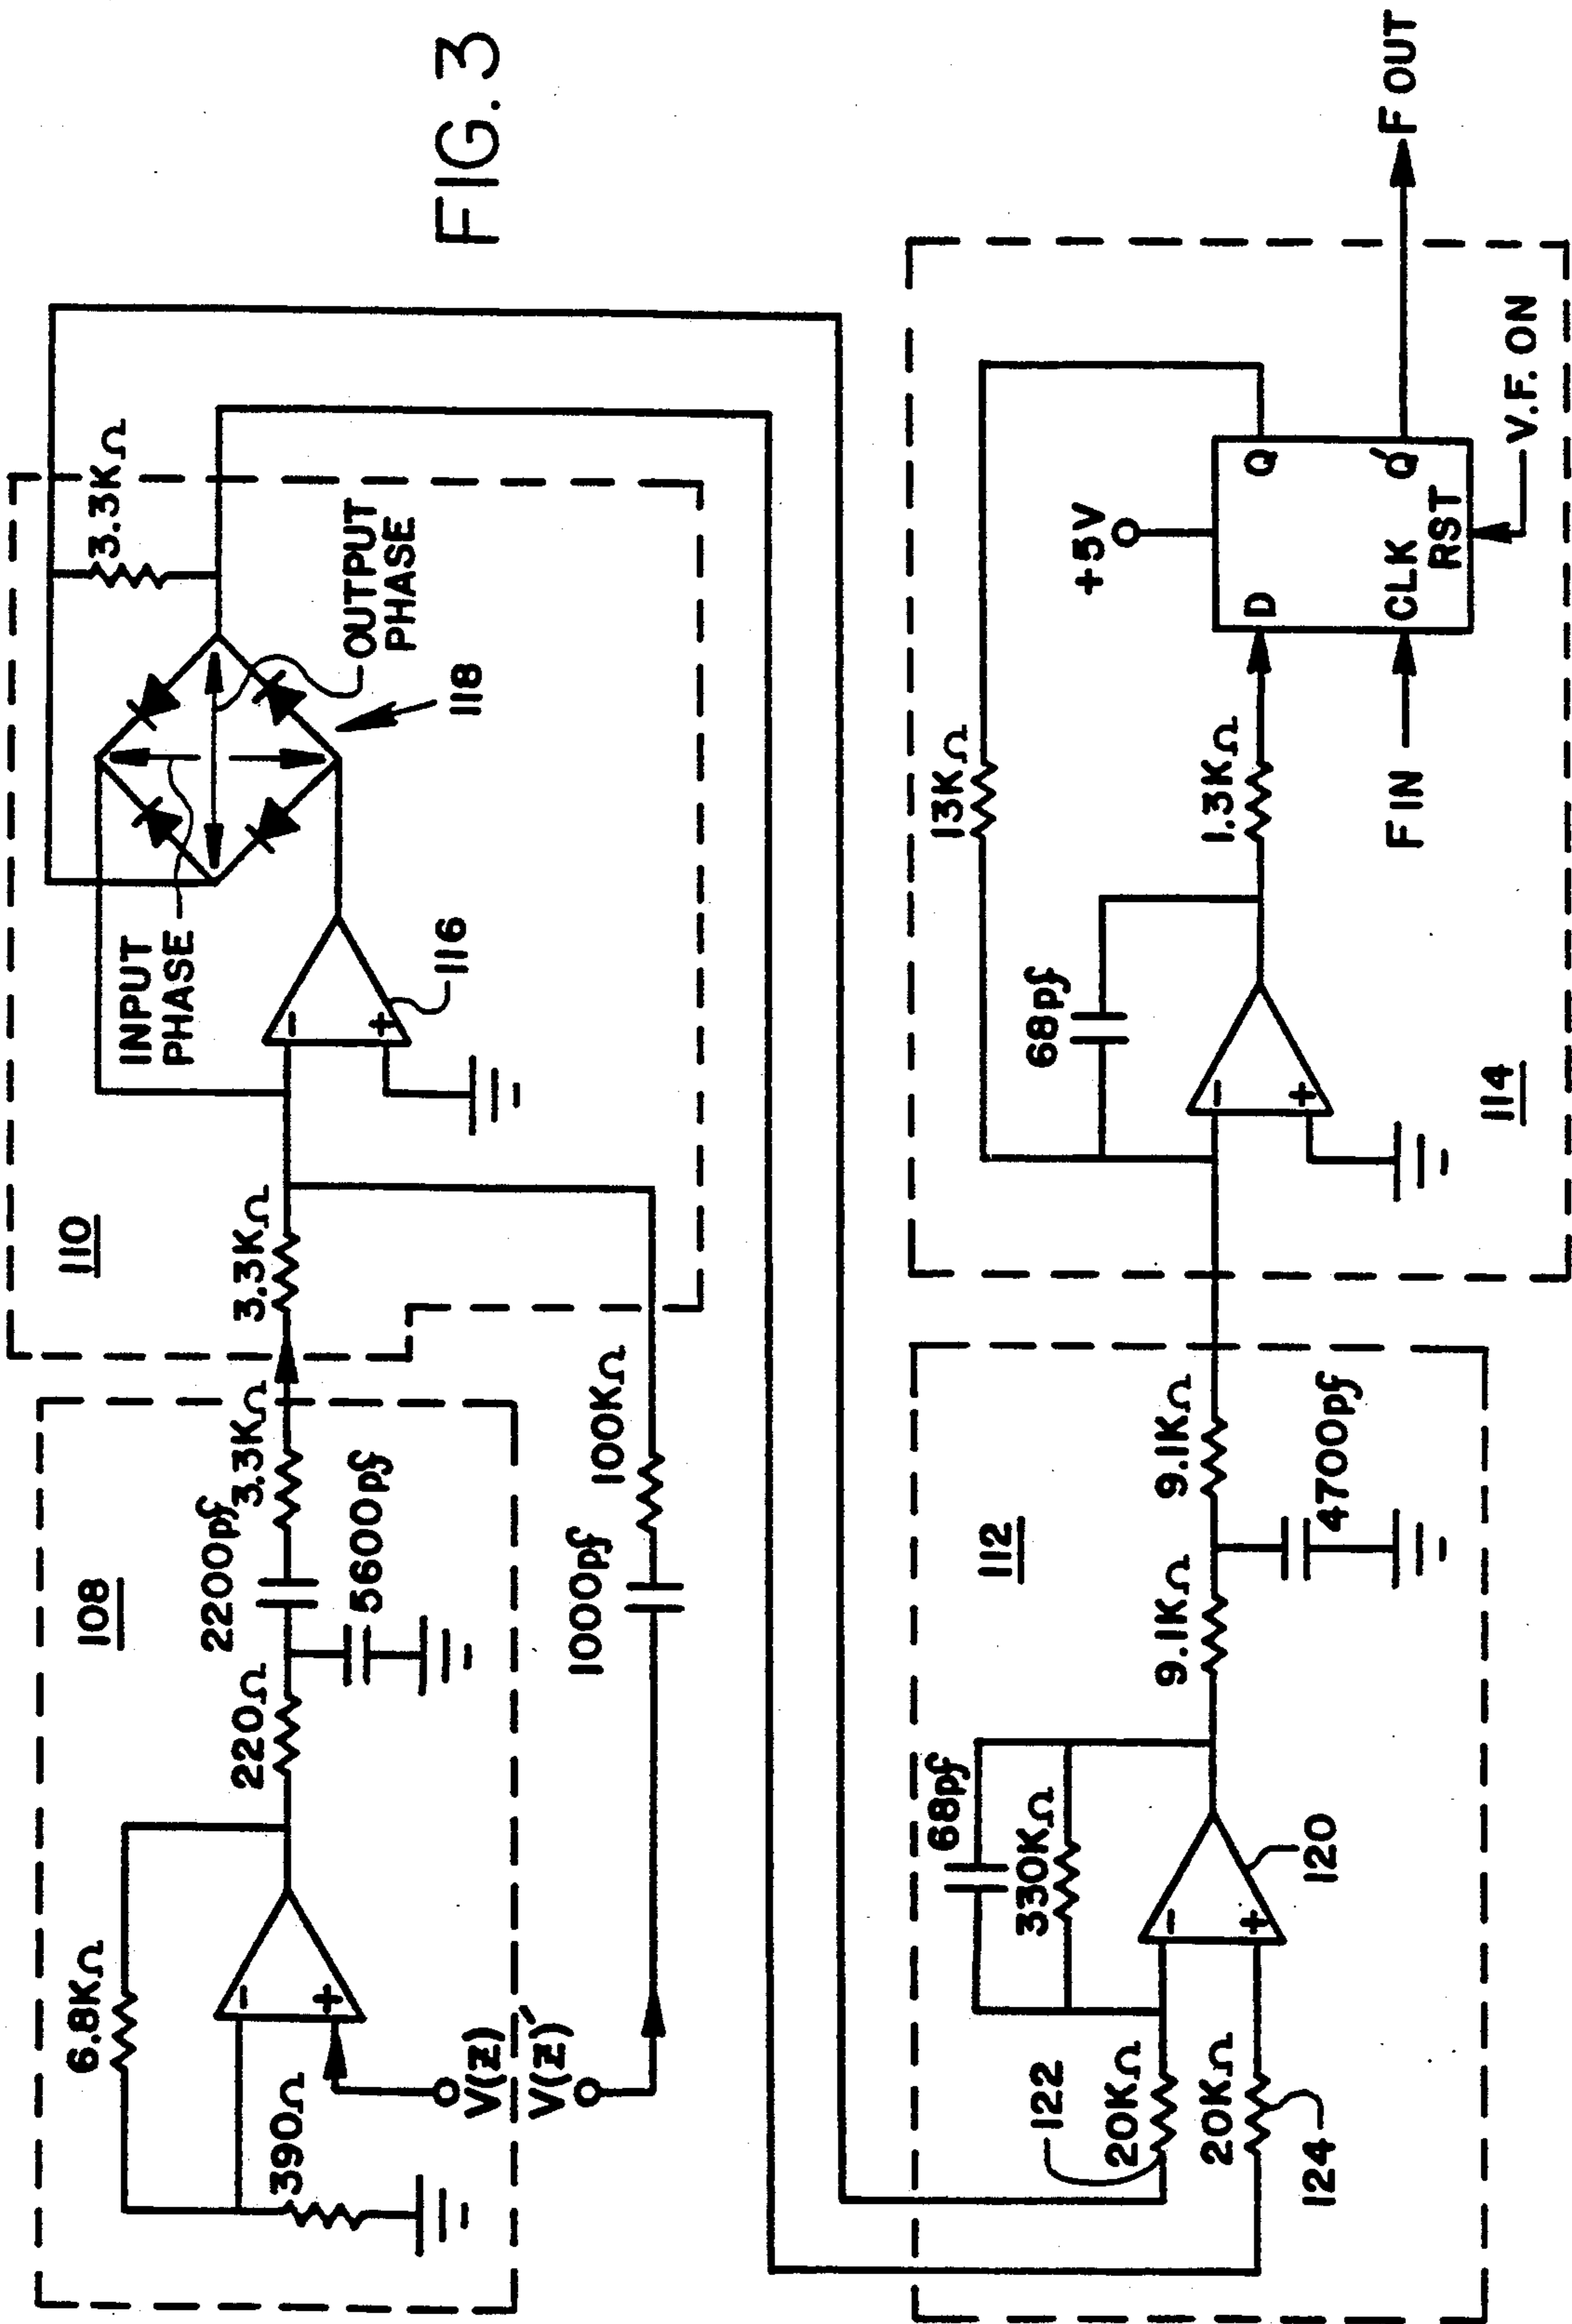 FIG. 3
108
6.8KΩ
390Ω
-
+
220Ω
2200pf
5600pf
3.3KΩ
V(Z)
V(Z)'
1000pf
100KΩ
110
3.3KΩ
-
+
116
INPUT
PHASE
118
OUTPUT
PHASE
3.3KΩ
112
122
20KΩ
20KΩ
124
68pf
330KΩ
-
+
120
9.1KΩ
9.1KΩ
4700pf
114
-
+
68pf
13KΩ
1.3KΩ
F IN
+5V
D
Q
CLK
Q'
RST
V.F. ON
F OUT